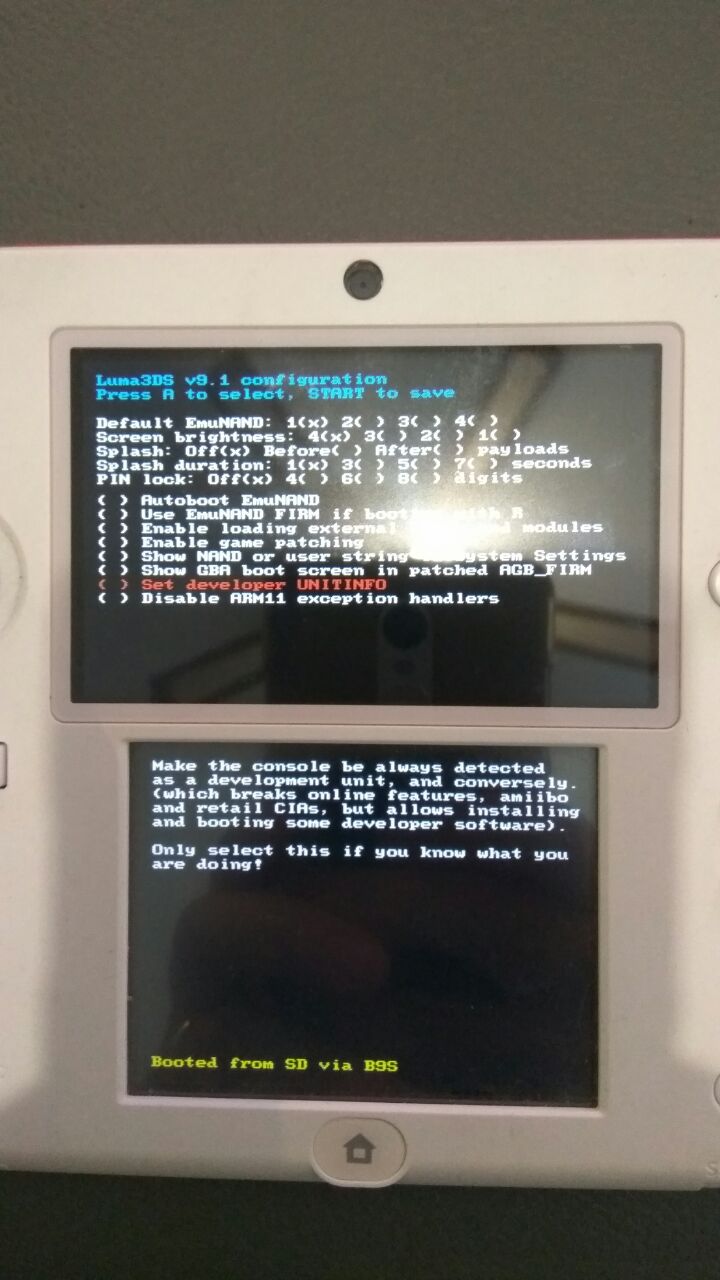 Luma3DS v9.1 configuration
Press A to select, START to save
Default EmuNAND: 1(x) 2( ) 3( ) 4( )
Screen brightness: 4(x) 3( ) 2( ) 1( )
Splash: Off(x) Before( ) After( ) payloads
Splash duration: 1(x) 3( ) 5( ) 7( ) seconds
PIN lock: Off(x) 4( ) 6( ) 8( ) digits
( ) Autoboot EmuNAND
( ) Use EmuNAND FIRM if booting with R
( ) Enable loading external modules
( ) Enable game patching
( ) Show NAND or user string System Settings
( ) Show GBA boot screen in patched AGB_FIRM
( ) Set developer UNITINFO
( ) Disable ARM11 exception handlers
Make the console be always detected
as a development unit, and conversely.
(which breaks online features, amiibo
and retail CIAs, but allows installing
and booting some developer software).
Only select this if you know what you
are doing!
Booted from SD via B9S